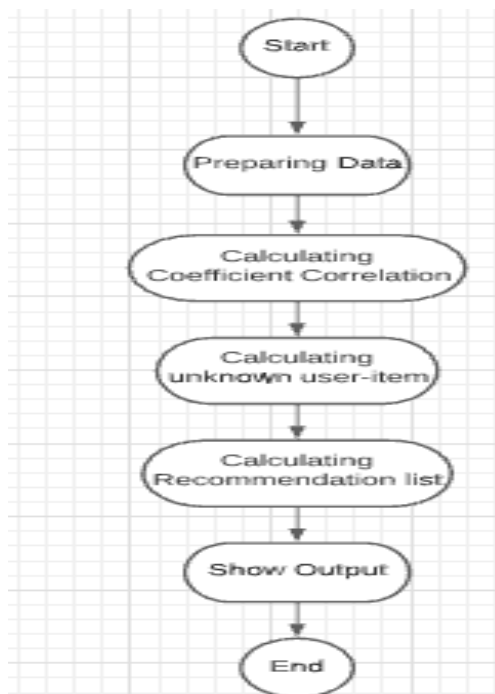 Start
Preparing Data
Calculating
Coefficient Correlation
Calculating
unknown user-item
Calculating
Recommendation list
Show Output
End